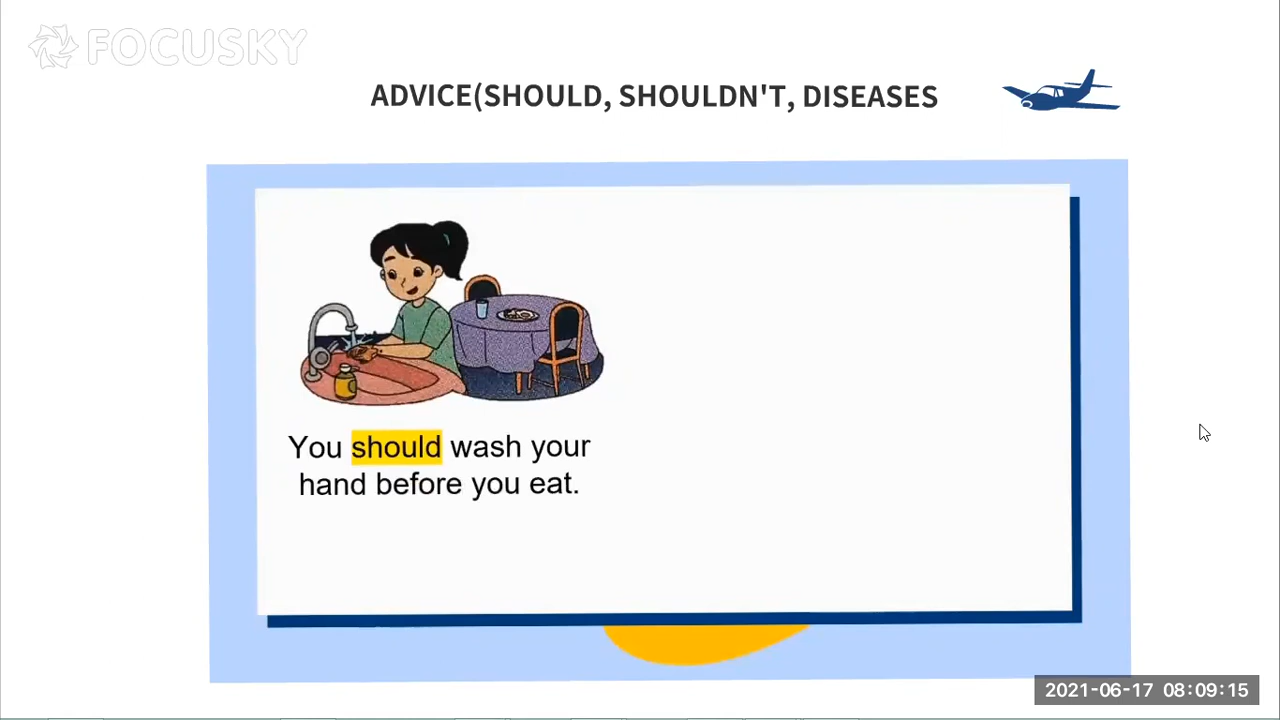 FOCUSKY
ADVICE(SHOULD, SHOULDN'T, DISEASES
You should wash your
hand before you eat.
2021-06-17 08:09:15